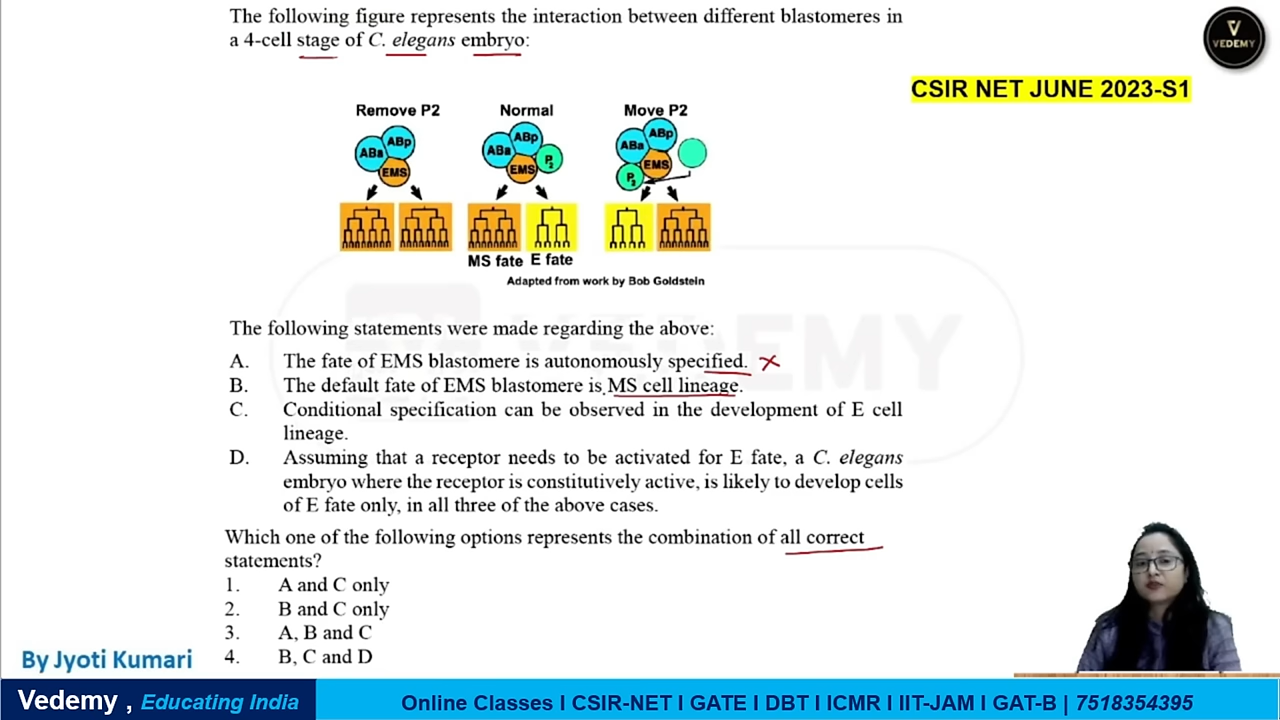 The following figure represents the interaction between different blastomeres in
a 4-cell stage of C. elegans embryo:
VEDEMY
CSIR NET JUNE 2023-S1
Remove P2 Normal Move P2
ABa ABp EMS
ABa ABp EMS P2
ABa ABp EMS P2
MS fate E fate
Adapted from work by Bob Goldstein
The following statements were made regarding the above:
VEDEMY
A. The fate of EMS blastomere is autonomously specified.
B. The default fate of EMS blastomere is MS cell lineage.
C. Conditional specification can be observed in the development of E cell
lineage.
D. Assuming that a receptor needs to be activated for E fate, a C. elegans
embryo where the receptor is constitutively active, is likely to develop cells
of E fate only, in all three of the above cases.
Which one of the following options represents the combination of all correct
statements?
1. A and C only
2. B and C only
3. A, B and C
4. B, C and D
By Jyoti Kumari
Vedemy , Educating India
Online Classes I CSIR-NET I GATE I DBT I ICMR I IIT-JAM I GAT-B | 7518354395